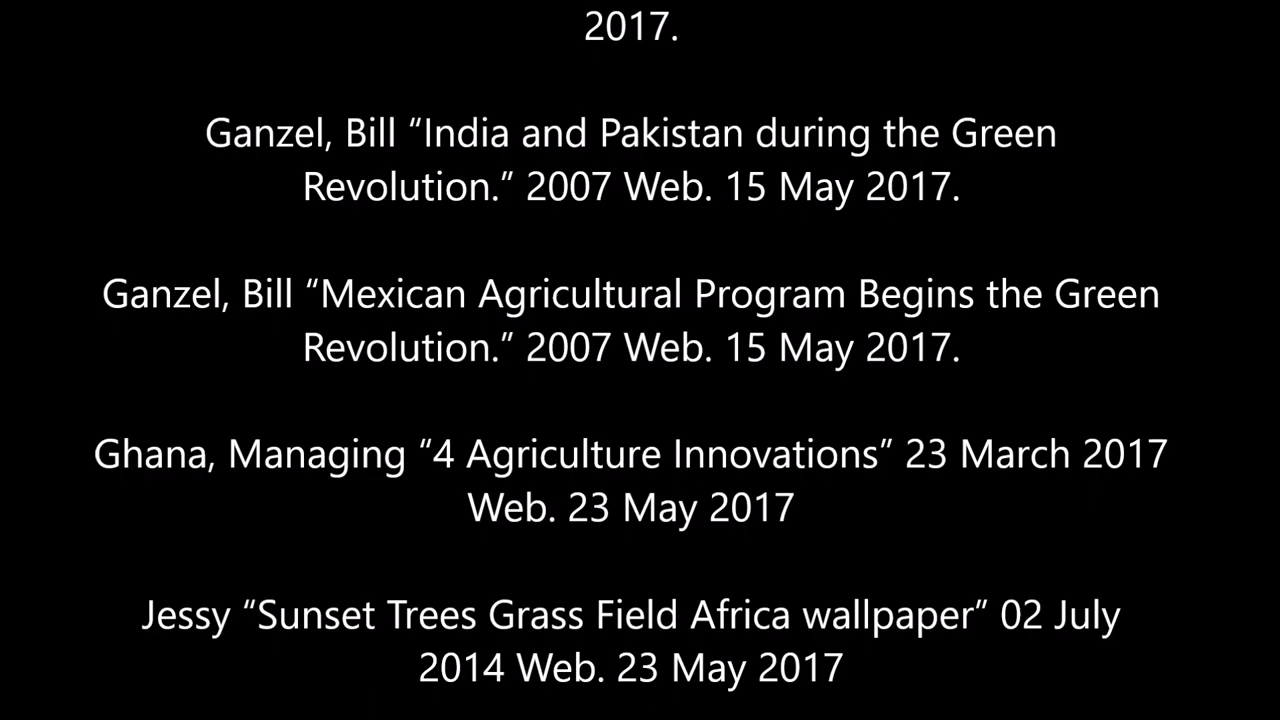 2017.
Ganzel, Bill “India and Pakistan during the Green
Revolution.” 2007 Web. 15 May 2017.
Ganzel, Bill “Mexican Agricultural Program Begins the Green
Revolution.” 2007 Web. 15 May 2017.
Ghana, Managing “4 Agriculture Innovations” 23 March 2017
Web. 23 May 2017
Jessy “Sunset Trees Grass Field Africa wallpaper” 02 July
2014 Web. 23 May 2017